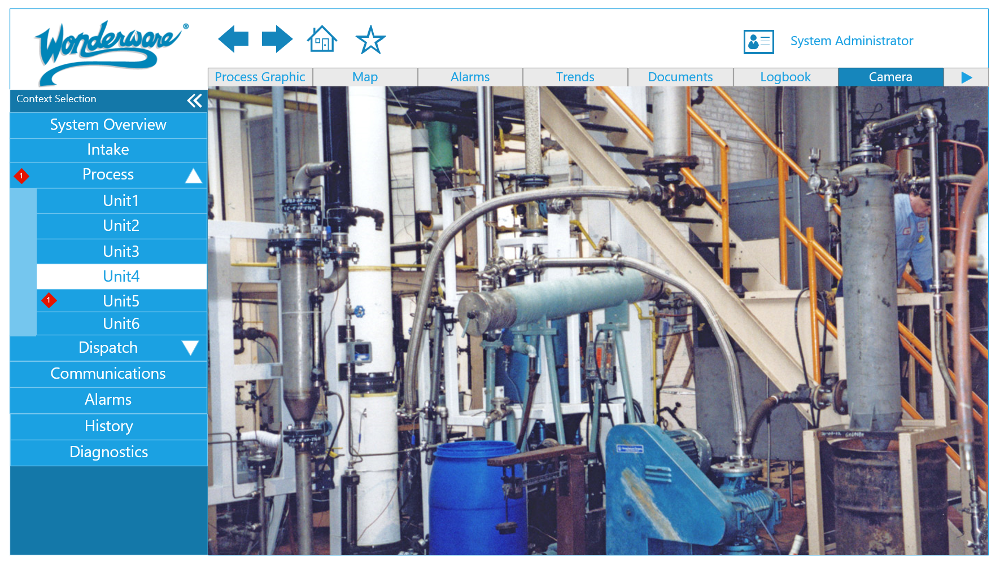 Wonderware®
System Administrator
Process Graphic
Map
Alarms
Trends
Documents
Logbook
Camera
Context Selection
System Overview
Intake
1
Process
Unit1
Unit2
Unit3
Unit4
1
Unit5
Unit6
Dispatch
Communications
Alarms
History
Diagnostics